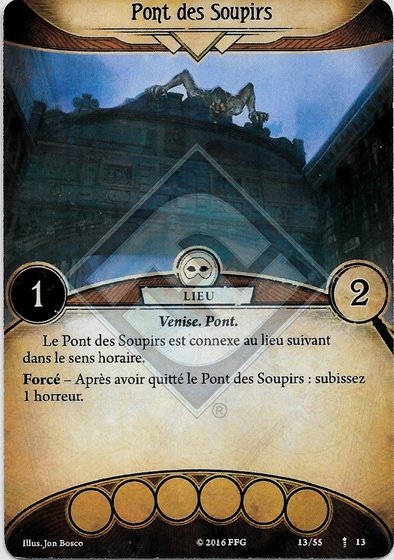 Pont des Soupirs
1
LIEU
2
Venise. Pont.
Le Pont des Soupirs est connexe au lieu suivant
dans le sens horaire.
Forcé – Après avoir quitté le Pont des Soupirs : subissez
1 horreur.
®
Illus. Jon Bosco
© 2016 FFG
13/55
13